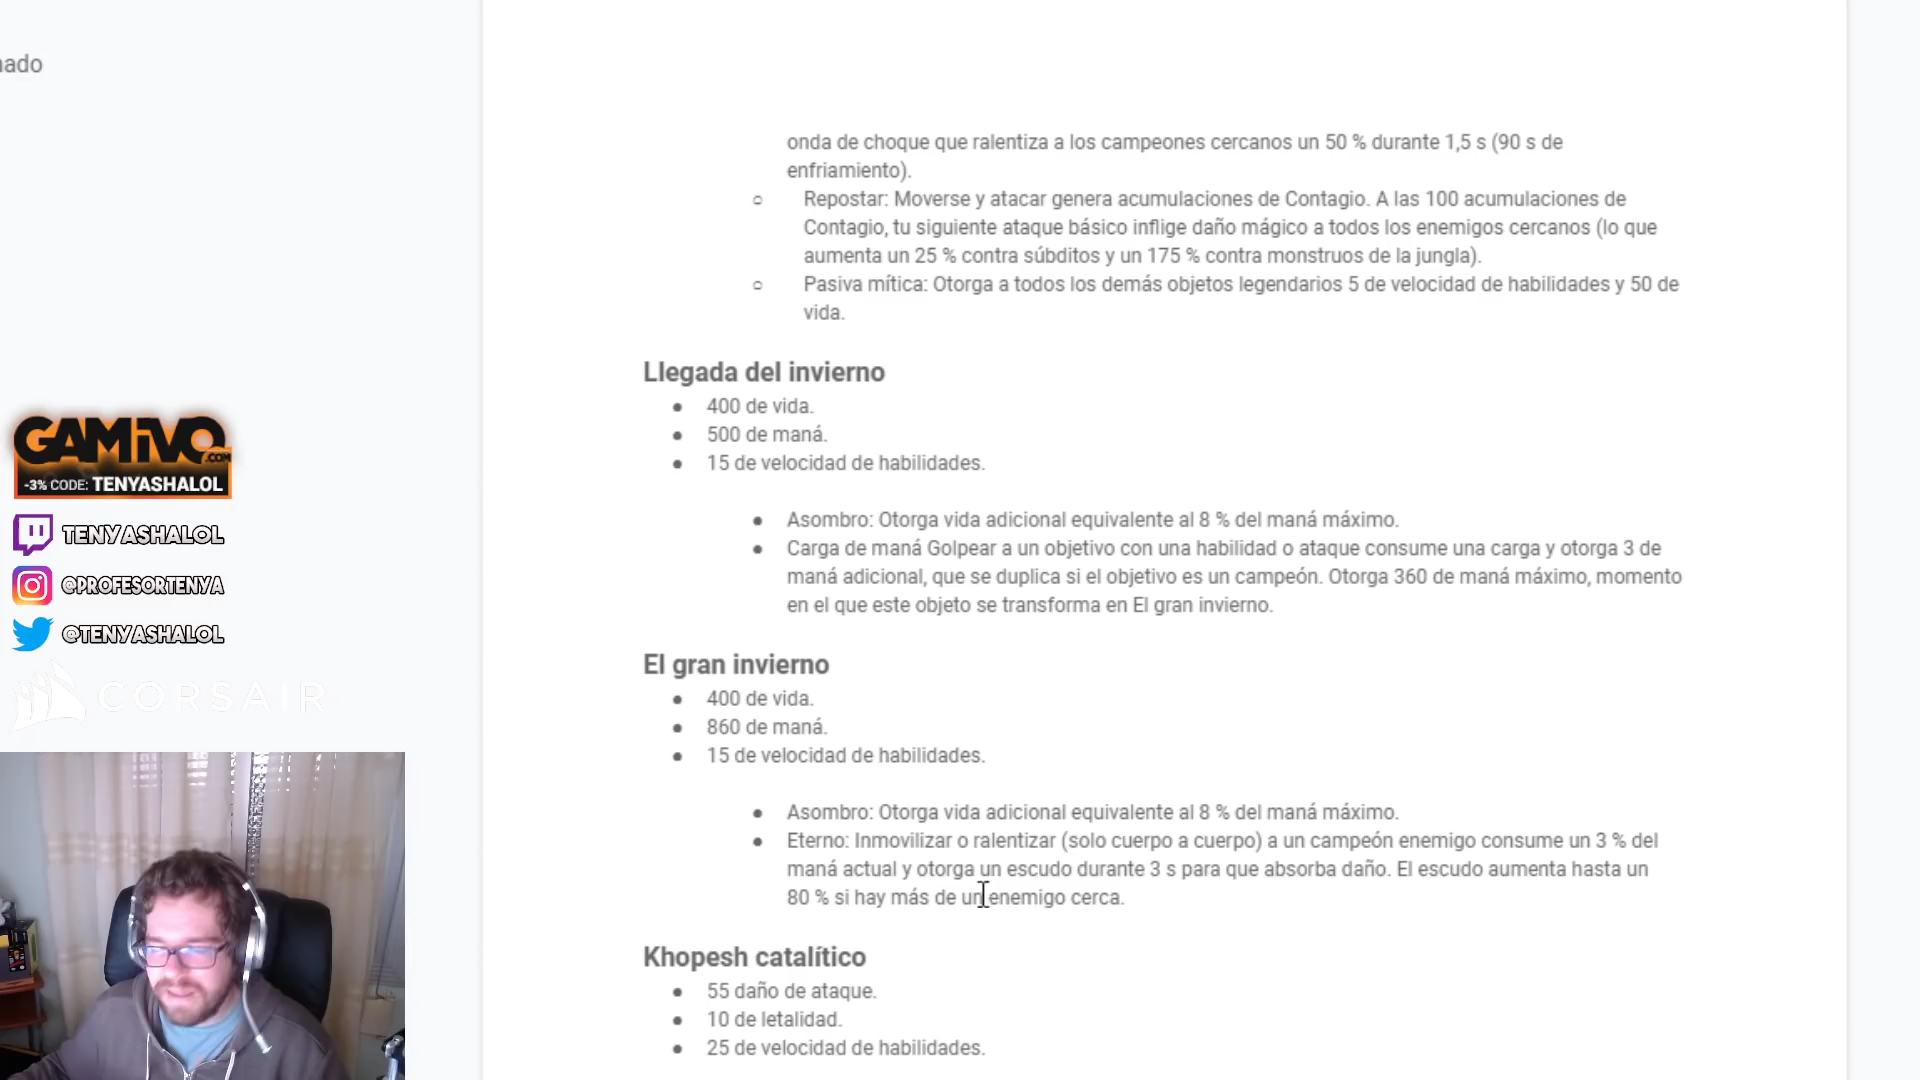 nado
onda de choque que ralentiza a los campeones cercanos un 50 % durante 1,5 s (90 s de
enfriamiento).
Repostar: Moverse y atacar genera acumulaciones de Contagio. A las 100 acumulaciones de
Contagio, tu siguiente ataque básico inflige daño mágico a todos los enemigos cercanos (lo que
aumenta un 25 % contra súbditos y un 175 % contra monstruos de la jungla).
Pasiva mítica: Otorga a todos los demás objetos legendarios 5 de velocidad de habilidades y 50 de
vida.
Llegada del invierno
400 de vida.
500 de maná.
15 de velocidad de habilidades.
Asombro: Otorga vida adicional equivalente al 8 % del maná máximo.
Carga de maná Golpear a un objetivo con una habilidad o ataque consume una carga y otorga 3 de
maná adicional, que se duplica si el objetivo es un campeón. Otorga 360 de maná máximo, momento
en el que este objeto se transforma en El gran invierno.
El gran invierno
400 de vida.
860 de maná.
15 de velocidad de habilidades.
Asombro: Otorga vida adicional equivalente al 8 % del maná máximo.
Eterno: Inmovilizar o ralentizar (solo cuerpo a cuerpo) a un campeón enemigo consume un 3 % del
maná actual y otorga un escudo durante 3 s para que absorba daño. El escudo aumenta hasta un
80 % si hay más de un enemigo cerca.
Khopesh catalítico
55 daño de ataque.
10 de letalidad.
25 de velocidad de habilidades.
GAMIVO.COM
-3% CODE: TENYASHALOL
TENYASHALOL
@PROFESORTENYA
@TENYASHALOL
CORSAIR